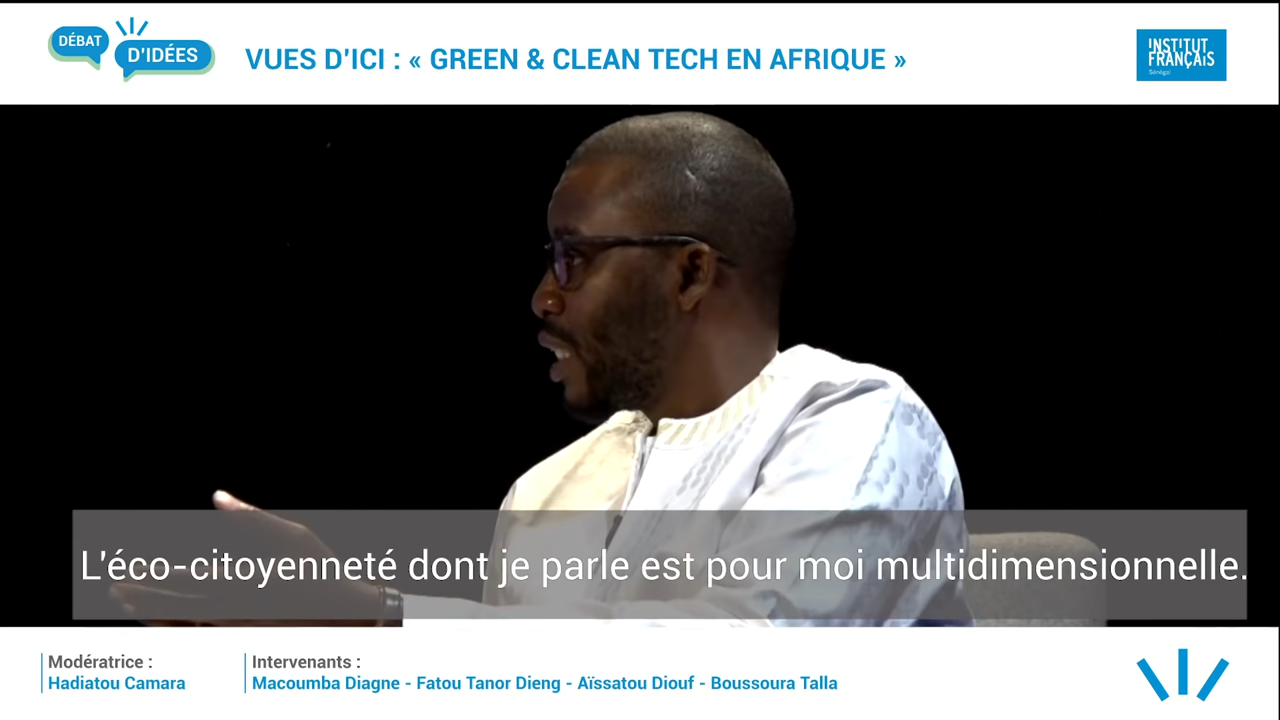 DÉBAT
D'IDÉES
VUES D'ICI : « GREEN & CLEAN TECH EN AFRIQUE »
INSTITUT
FRANÇAIS
Sénégal
L'éco-citoyenneté dont je parle est pour moi multidimensionnelle.
Modératrice :
Hadiatou Camara
Intervenants :
Macoumba Diagne - Fatou Tanor Dieng - Aïssatou Diouf - Boussoura Talla